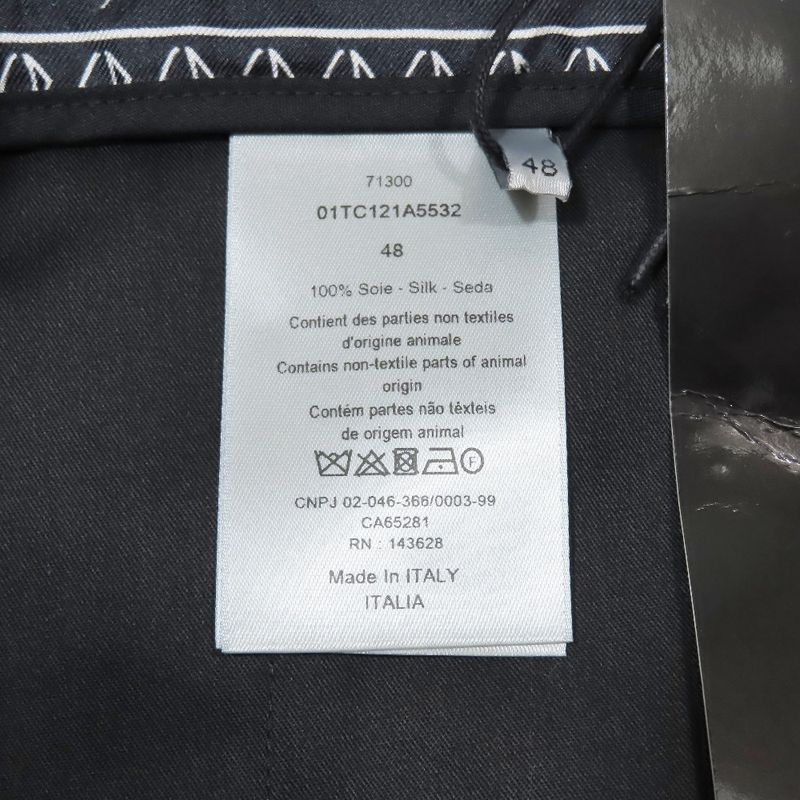 48
71300
01TC121A5532
48
100% Soie - Silk - Seda
Contient des parties non textiles
d'origine animale
Contains non-textile parts of animal
origin
Contém partes não têxteis
de origem animal
F
CNPJ 02-046-366/0003-99
CA65281
RN : 143628
Made In ITALY
ITALIA